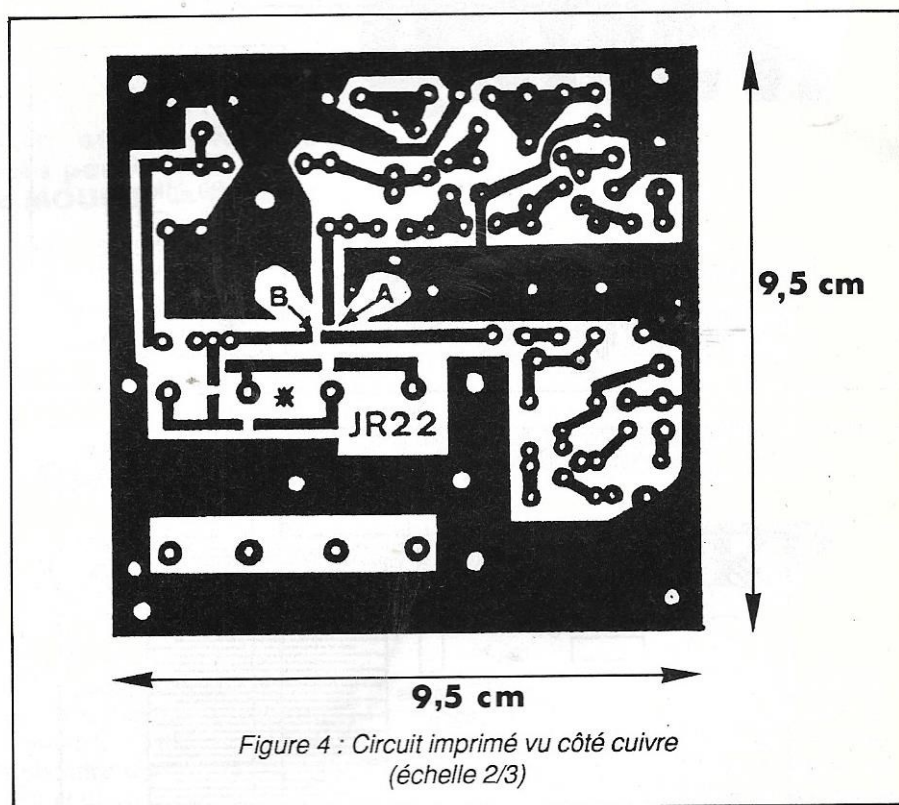 B A
9,5 cm
JR22
9,5 cm
Figure 4 : Circuit imprimé vu côté cuivre
(échelle 2/3)